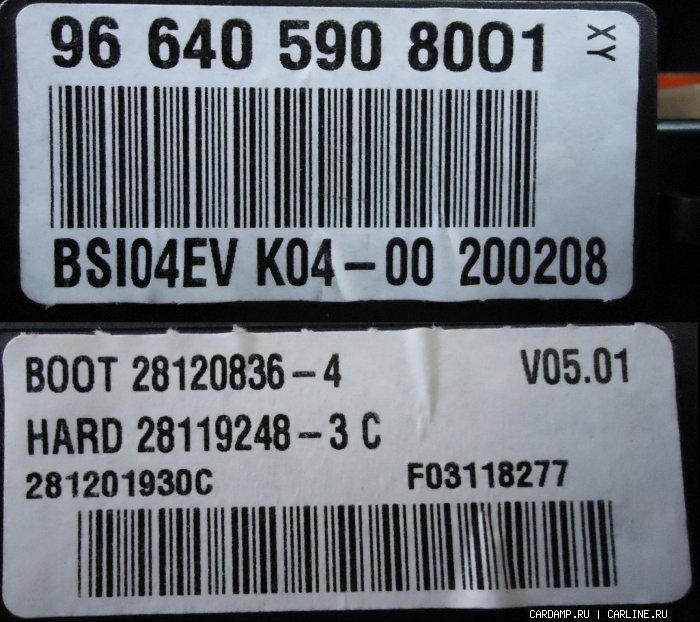 96 640 590 8001
XY
BSI04EV K04-00 200208
BOOT 28120836-4 V05.01
HARD 28119248-3 C
281201930C F03118277
CARDAMP.RU | CARLINE.RU